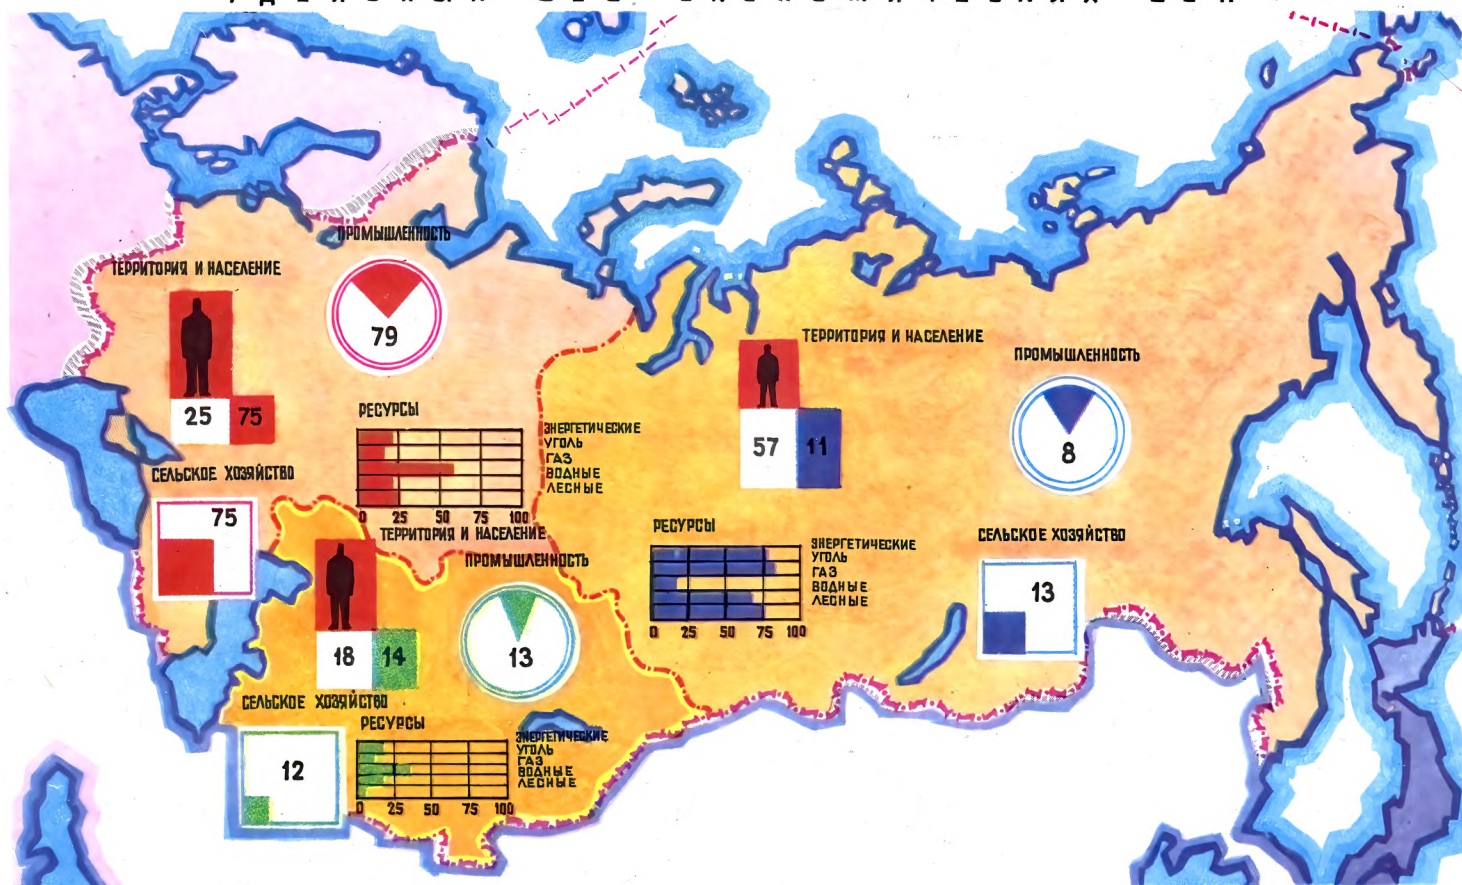 ПРОМЫШЛЕННОСТЬ
ТЕРРИТОРИЯ И НАСЕЛЕНИЕ
79
25
75
РЕСУРСЫ
ЭНЕРГЕТИЧЕСКИЕ
УГОЛЬ
ГАЗ
ВОДНЫЕ
ЛЕСНЫЕ
0 25 50 75 100
СЕЛЬСКОЕ ХОЗЯЙСТВО
75
ТЕРРИТОРИЯ И НАСЕЛЕНИЕ
57
11
ПРОМЫШЛЕННОСТЬ
8
РЕСУРСЫ
ЭНЕРГЕТИЧЕСКИЕ
УГОЛЬ
ГАЗ
ВОДНЫЕ
ЛЕСНЫЕ
0 25 50 75 100
СЕЛЬСКОЕ ХОЗЯЙСТВО
13
ТЕРРИТОРИЯ И НАСЕЛЕНИЕ
18
14
ПРОМЫШЛЕННОСТЬ
13
СЕЛЬСКОЕ ХОЗЯЙСТВО
12
РЕСУРСЫ
ЭНЕРГЕТИЧЕСКИЕ
УГОЛЬ
ГАЗ
ВОДНЫЕ
ЛЕСНЫЕ
0 25 50 75 100